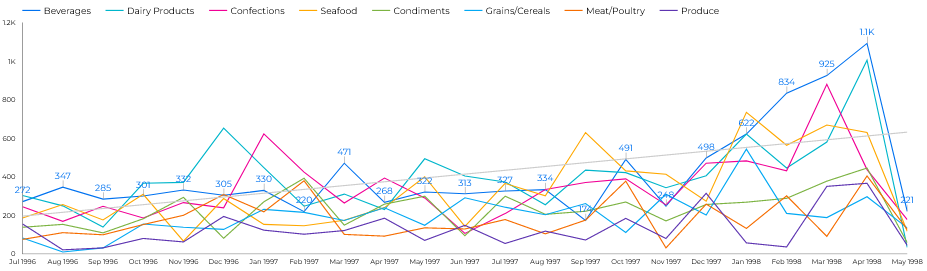 Beverages Dairy Products Confections Seafood Condiments Grains/Cereals Meat/Poultry Produce
1.2K
1K
800
600
400
200
0
272 347 285 301 332 305 330 220 471 268 322 313 327 334 174 491 248 498 622 834 925 1.1K 221
Jul 1996 Aug 1996 Sep 1996 Oct 1996 Nov 1996 Dec 1996 Jan 1997 Feb 1997 Mar 1997 Apr 1997 May 1997 Jun 1997 Jul 1997 Aug 1997 Sep 1997 Oct 1997 Nov 1997 Dec 1997 Jan 1998 Feb 1998 Mar 1998 Apr 1998 May 1998